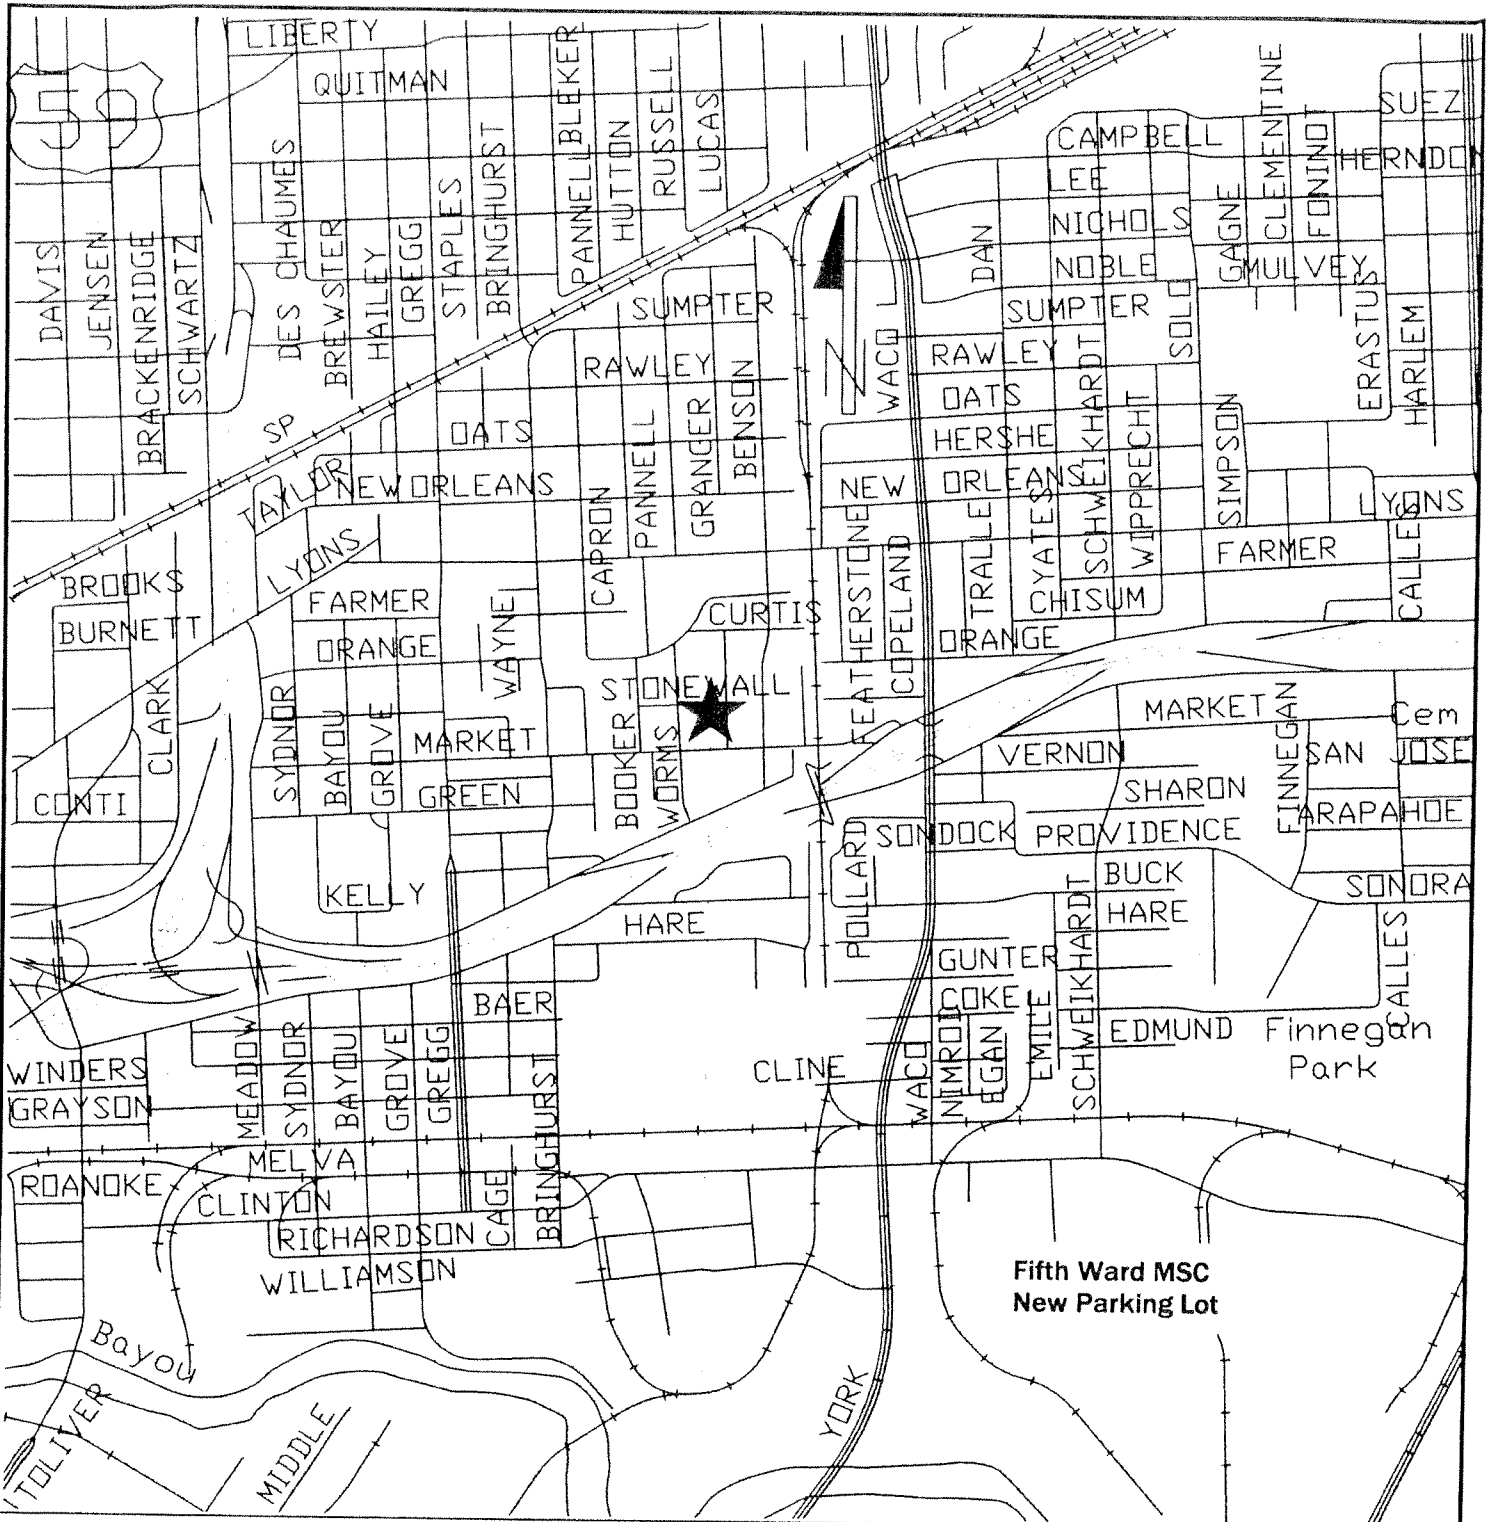 LIBERTY
QUITMAN
59
DAVIS
JENSEN
BRACKENRIDGE
SCHWARTZ
DES CHAUMES
BREWSTER
HAILEY
GREGG
STAPLES
BRINGHURST
PANNELL
BLEKER
HUTTON
RUSSELL
LUCAS
SUEZ
CAMPBELL
HERNDON
LEE
NICHOLS
NOBLE
DAN
SOLO
GAGNE
CLEMENTINE
FONINOT
MULVEY
ERASTUS
HARLEM
SUMPTER
SUMPTER
N
WACO
RAWLEY
RAWLEY
OATS
OATS
HERSHE
SP
TAYLOR
NEW ORLEANS
NEW ORLEANS
CAPRON
PANNELL
GRANGER
BENSON
SCHWEIKHARDT
WIPPRECHT
SIMPSON
LYONS
LYONS
FARMER
CALLES
BROOKS
BURNETT
FARMER
ORANGE
WAYNE
CURTIS
FEATHERSTONE
COPELAND
TRALLE
CYATES
CHISUM
ORANGE
CLARK
SYDNOR
BAYOU
GROVE
MARKET
STONEWALL
BOOKER
WORMS
MARKET
FINNEGAN
Cem
VERNON
SAN JOSE
CONTI
GREEN
SHARON
ARAPAHOE
POLLARD
SONDOCK
PROVIDENCE
KELLY
HARE
BUCK
HARE
SONORA
CALLES
GUNTER
COKE
BAER
WINDERS
GRAYSON
MEADOW
SYDNOR
BAYOU
GROVE
GREGG
BRINGHURST
CLINE
WACO
NIMROD
EGAN
EMILE
SCHWEIKHARDT
EDMUND
Finnegan
Park
MELVA
ROANOKE
CLINTON
CAGE
RICHARDSON
WILLIAMSON
Fifth Ward MSC
New Parking Lot
Bayou
TOLIVER
MIDDLE
YORK